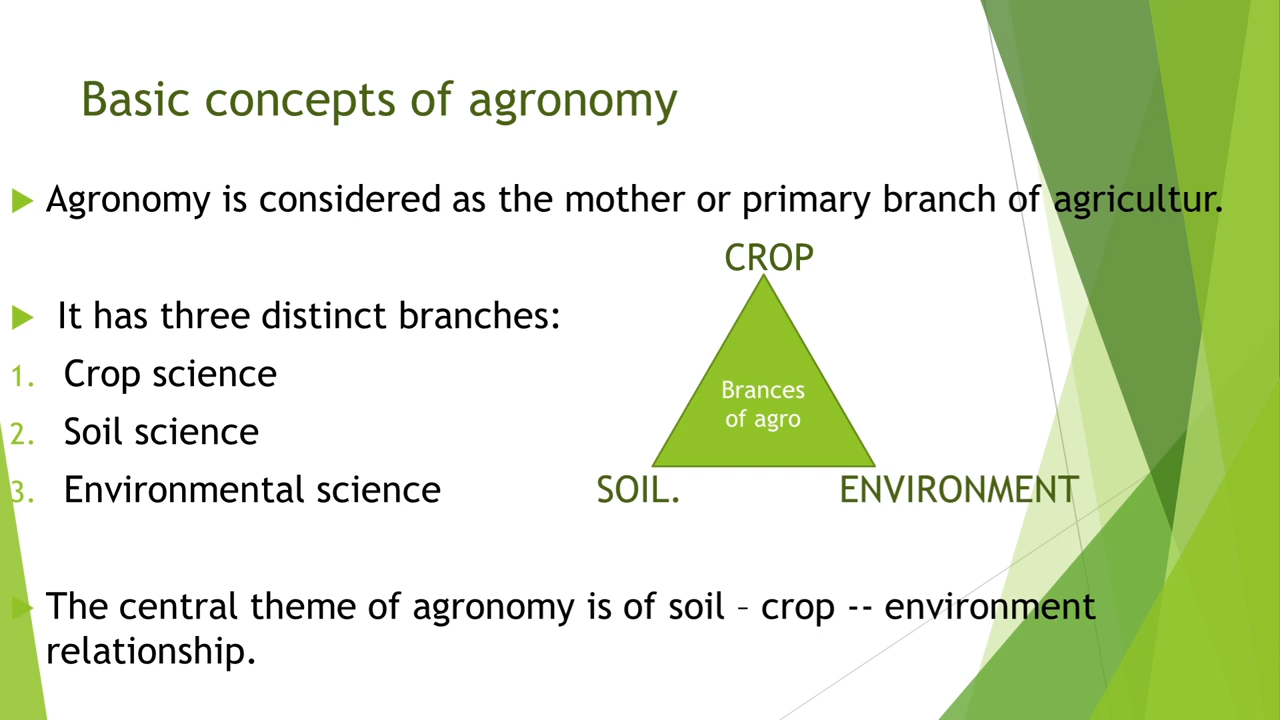 Basic concepts of agronomy
▶ Agronomy is considered as the mother or primary branch of agricultur.
CROP
▶ It has three distinct branches:
1. Crop science
Brances
of agro
2. Soil science
3. Environmental science
SOIL.
ENVIRONMENT
▶ The central theme of agronomy is of soil – crop -- environment
relationship.